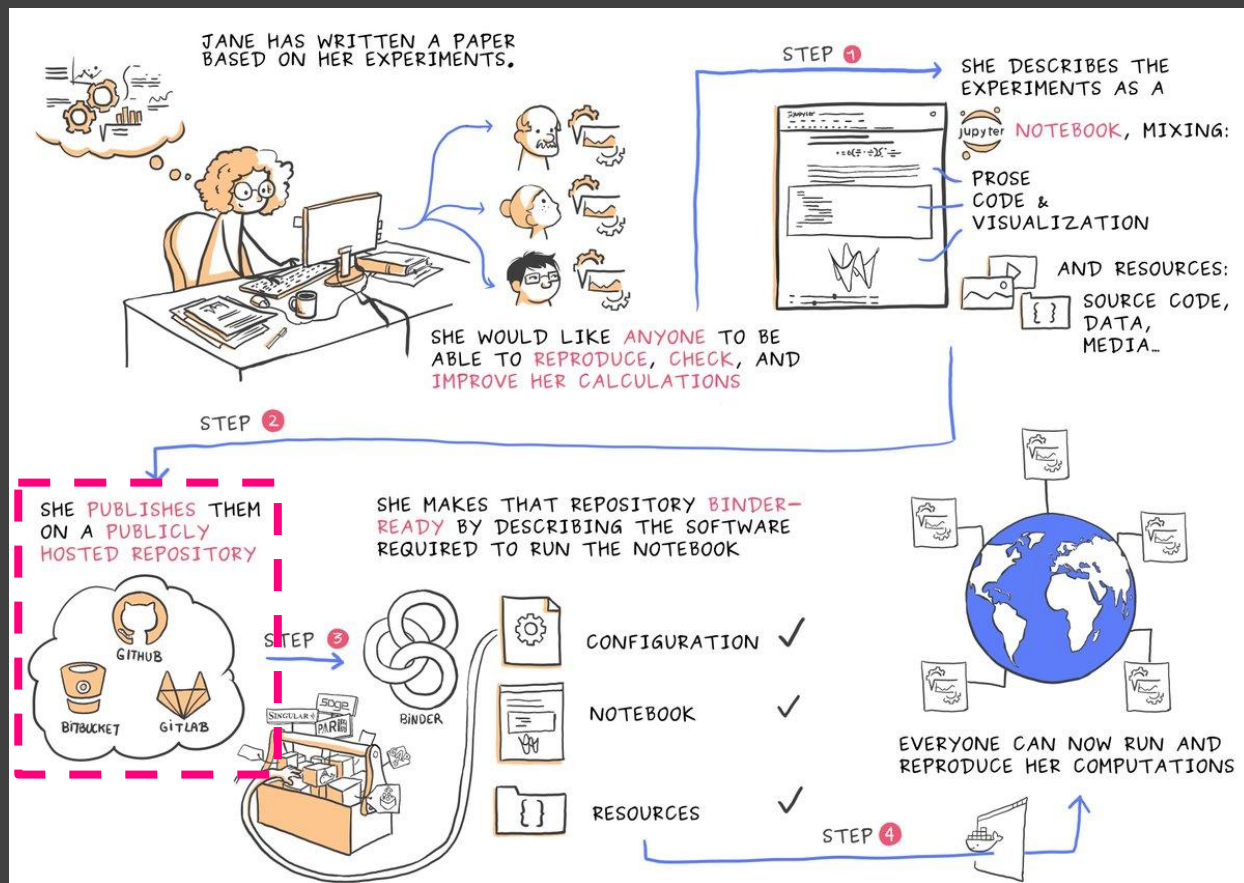 JANE HAS WRITTEN A PAPER
BASED ON HER EXPERIMENTS.
SHE WOULD LIKE ANYONE TO BE
ABLE TO REPRODUCE, CHECK, AND
IMPROVE HER CALCULATIONS
STEP 1
SHE DESCRIBES THE
EXPERIMENTS AS A
jupyter NOTEBOOK, MIXING:
PROSE
CODE &
VISUALIZATION
AND RESOURCES:
SOURCE CODE,
DATA,
MEDIA…
STEP 2
SHE PUBLISHES THEM
ON A PUBLICLY
HOSTED REPOSITORY
GITHUB
BITBUCKET
GITLAB
STEP 3
SHE MAKES THAT REPOSITORY BINDER-
READY BY DESCRIBING THE SOFTWARE
REQUIRED TO RUN THE NOTEBOOK
BINDER
SAGE
SINGULAR
PARI
CONFIGURATION
NOTEBOOK
RESOURCES
STEP 4
EVERYONE CAN NOW RUN AND
REPRODUCE HER COMPUTATIONS